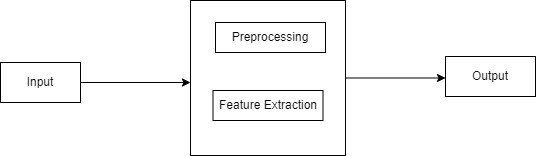 Input
Preprocessing
Feature Extraction
Output